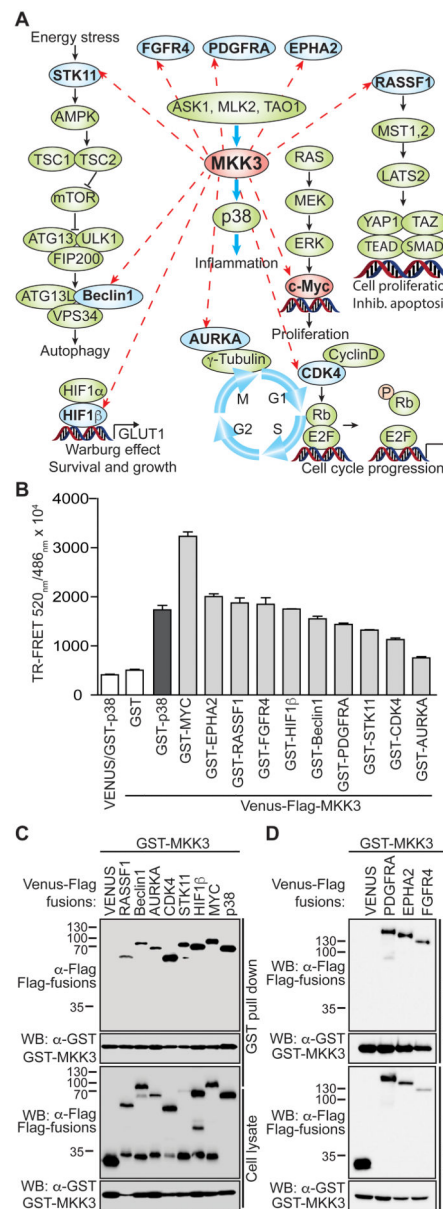 A
Energy stress
FGFR4 PDGFRA EPHA2
STK11
RASSF1
AMPK
ASK1, MLK2, TAO1
MST1,2
TSC1 TSC2
MKK3
RAS
LATS2
mTOR
p38
MEK
YAP1 TAZ
ATG13 ULK1
ERK
TEAD SMAD
FIP200
Inflammation
c-Myc
Cell proliferation
Inhib. apoptosis
ATG13L Beclin1
VPS34
AURKA
Proliferation
γ-Tubulin
CyclinD
Autophagy
CDK4
HIF1α
M G1
P
Rb
Rb
HIF1β
G2 S
GLUT1
E2F
E2F
Warburg effect
Survival and growth
Cell cycle progression
B
TR-FRET 520nm/486nm x 10⁴
4000
3000
2000
1000
0
VENUS/GST-p38
GST
GST-p38
GST-MYC
GST-EPHA2
GST-RASSF1
GST-FGFR4
GST-HIF1β
GST-Beclin1
GST-PDGFRA
GST-STK11
GST-CDK4
GST-AURKA
Venus-Flag-MKK3
C
GST-MKK3
Venus-Flag
fusions:
VENUS
RASSF1
Beclin1
AURKA
CDK4
STK11
HIF1β
MYC
p38
130
100
70
α-Flag
Flag-fusions
35
WB: α-GST
GST-MKK3
GST pull down
130
100
70
WB: α-Flag
Flag-fusions
35
WB: α-GST
GST-MKK3
Cell lysate
D
GST-MKK3
Venus-Flag
fusions:
VENUS
PDGFRA
EPHA2
FGFR4
130
100
WB: α-Flag
Flag-fusions
35
WB: α-GST
GST-MKK3
130
100
WB: α-Flag
Flag-fusions
35
WB: α-GST
GST-MKK3